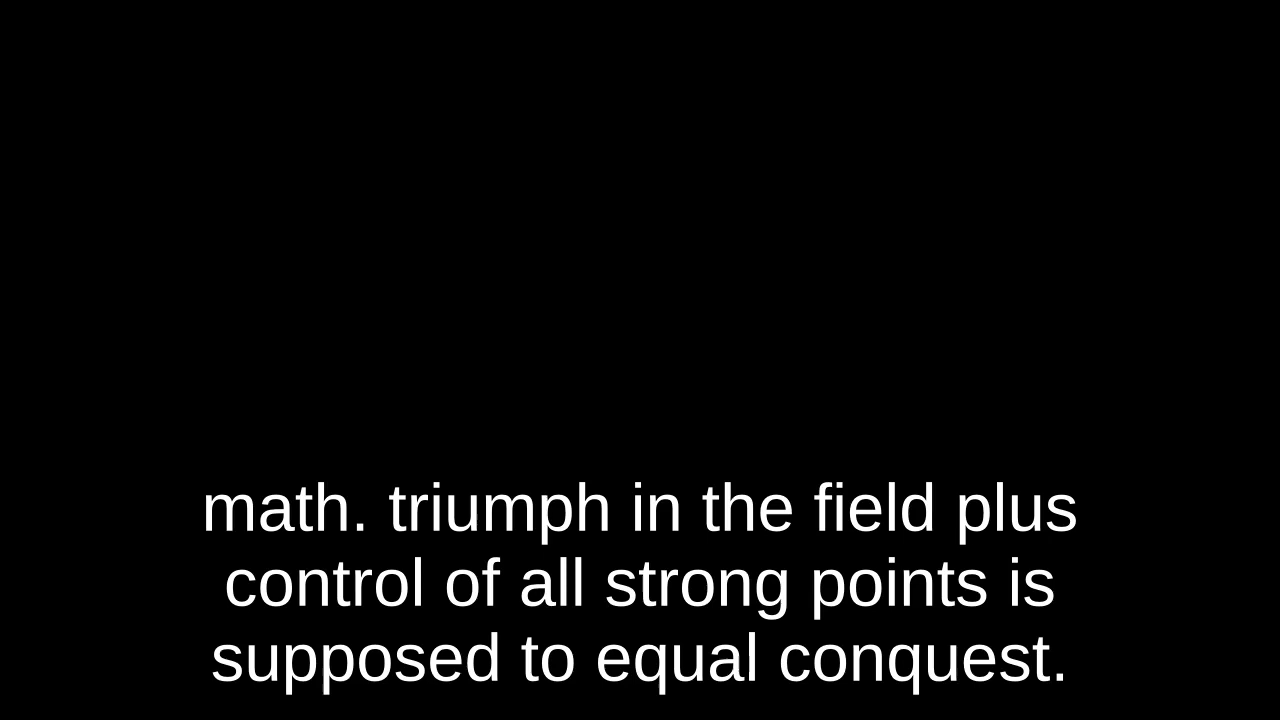 math. triumph in the field plus
control of all strong points is
supposed to equal conquest.